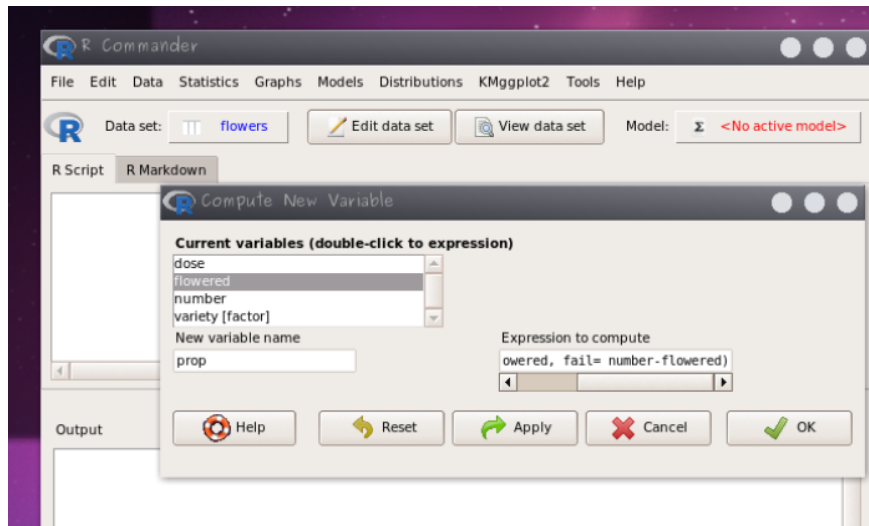 R Commander
File Edit Data Statistics Graphs Models Distributions KMggplot2 Tools Help
R Data set: flowers Edit data set View data set Model: Σ <No active model>
R Script R Markdown
Compute New Variable
Current variables (double-click to expression)
dose
flowered
number
variety [factor]
New variable name Expression to compute
prop owered, fail= number-flowered)
Help Reset Apply Cancel OK
Output